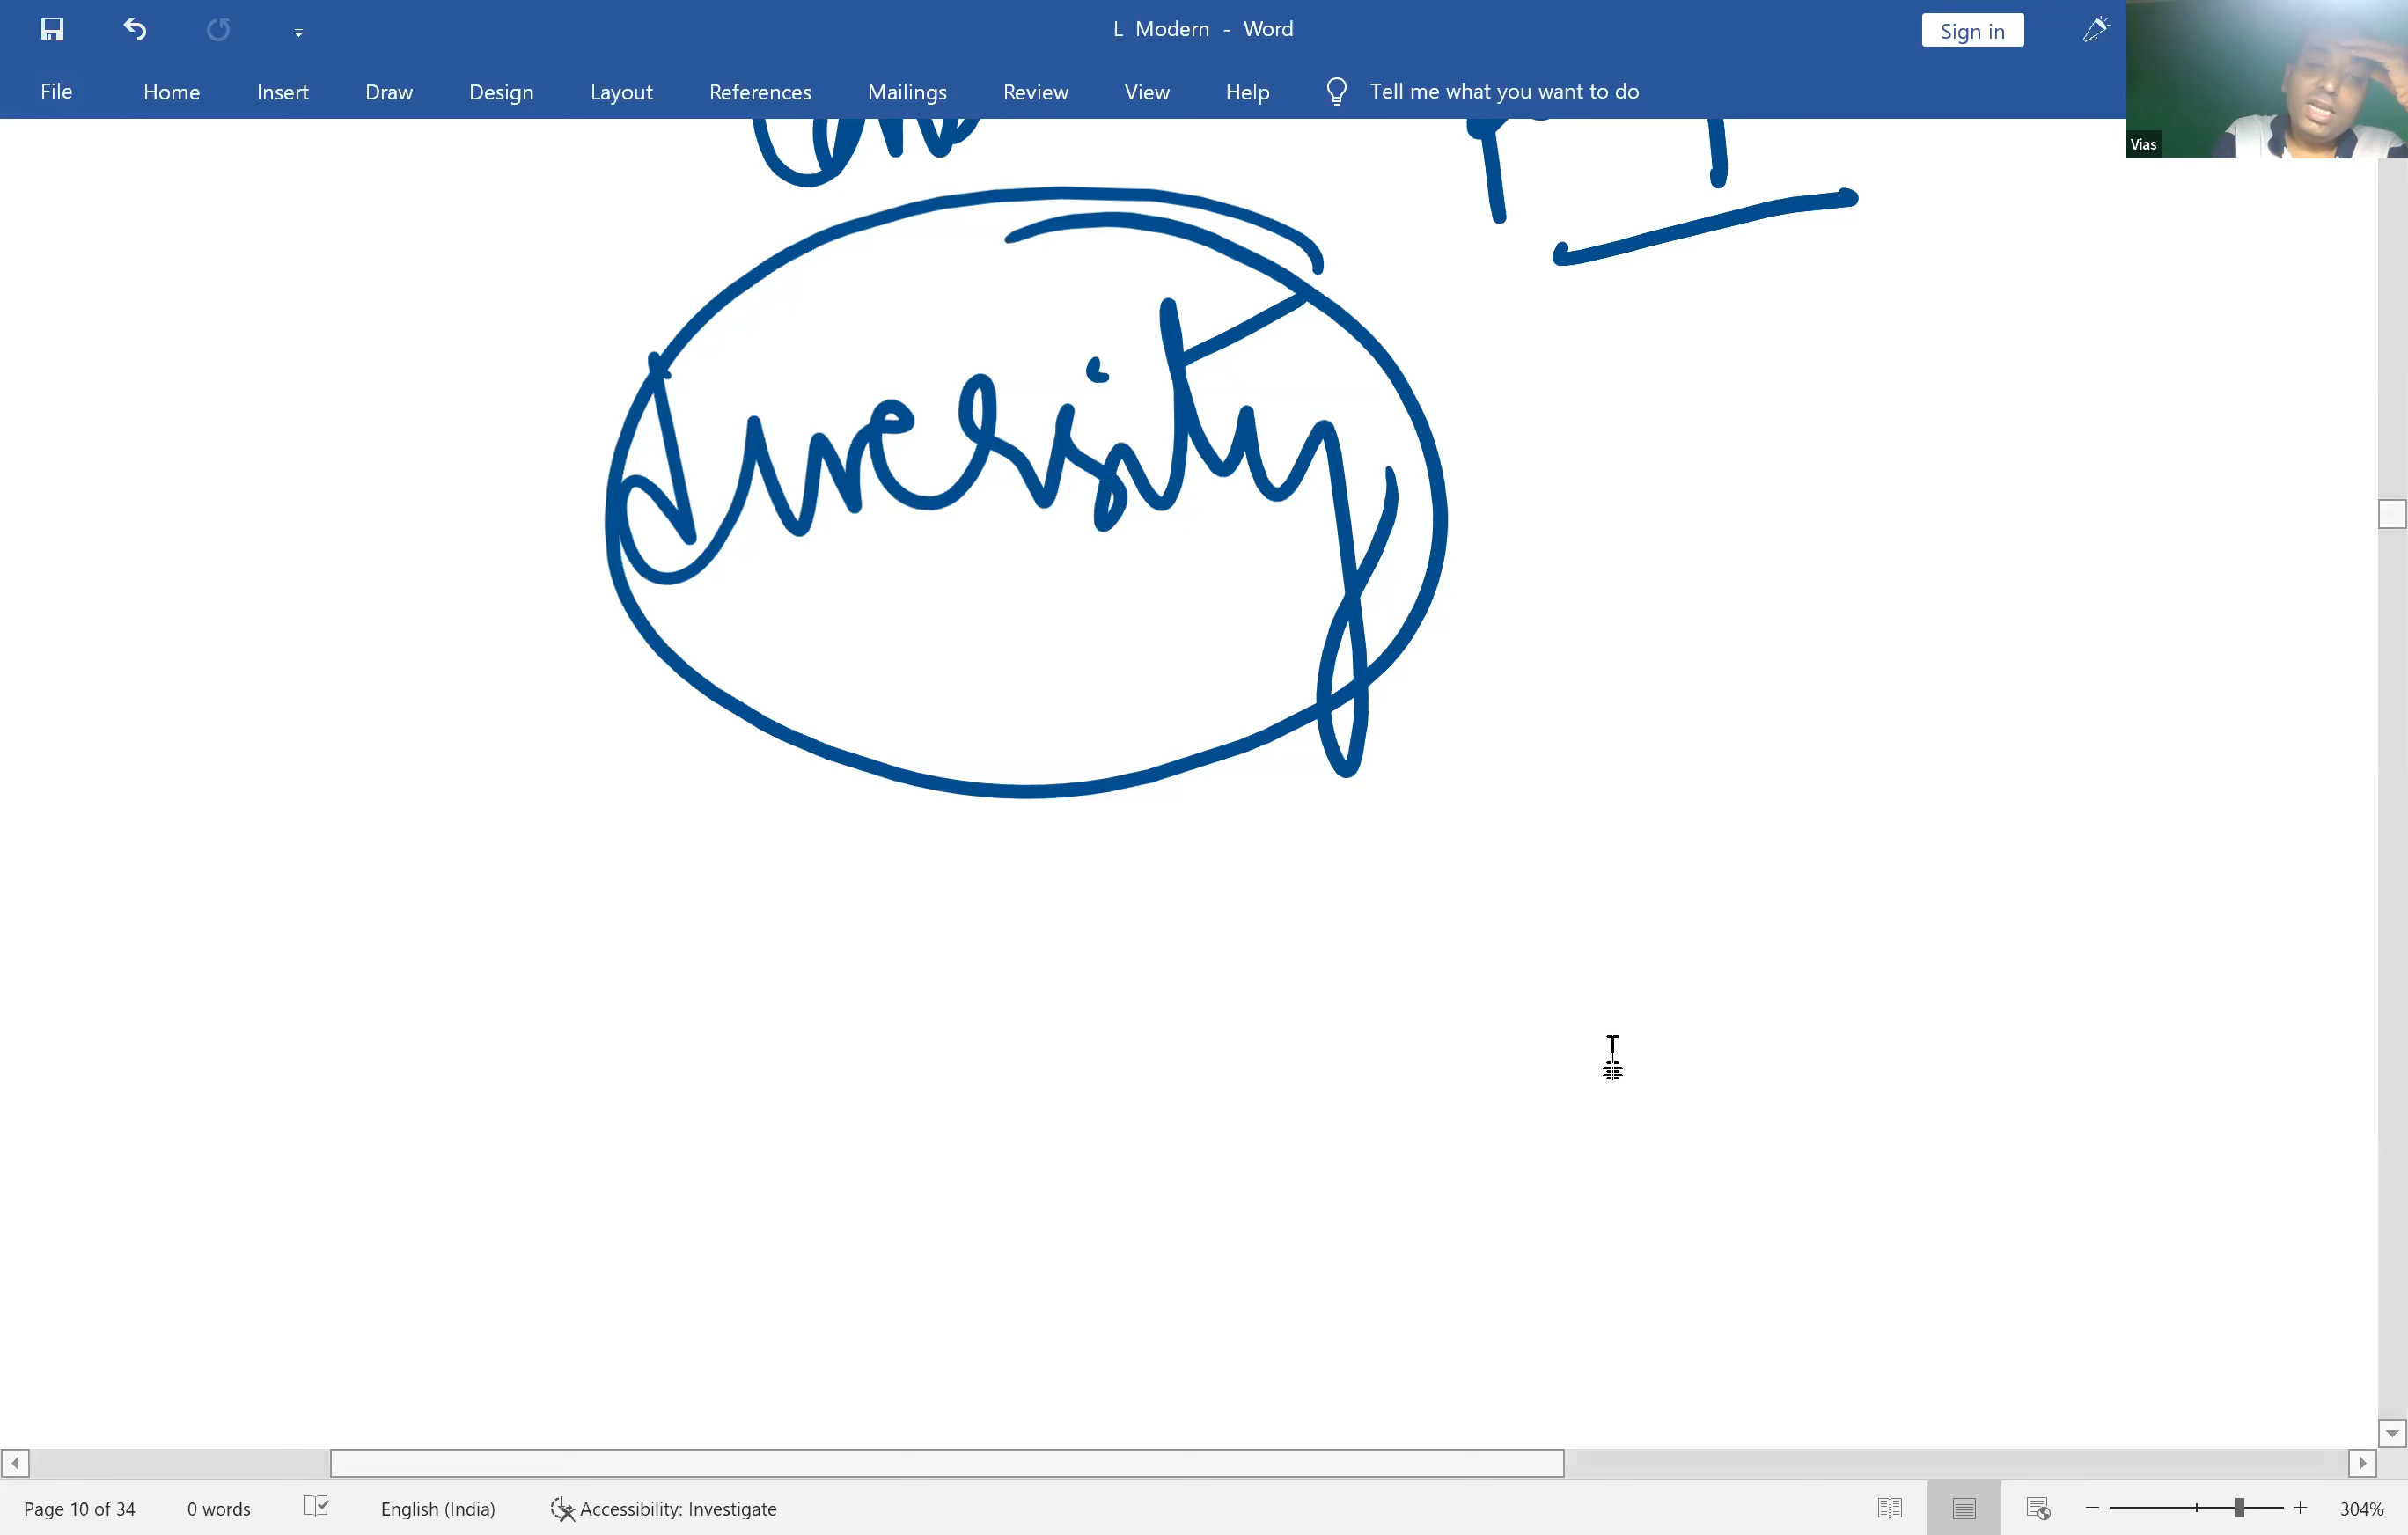 L Modern - Word
Sign in
File Home Insert Draw Design Layout References Mailings Review View Help Tell me what you want to do
Vias
diversity
Page 10 of 34 0 words English (India) Accessibility: Investigate 304%